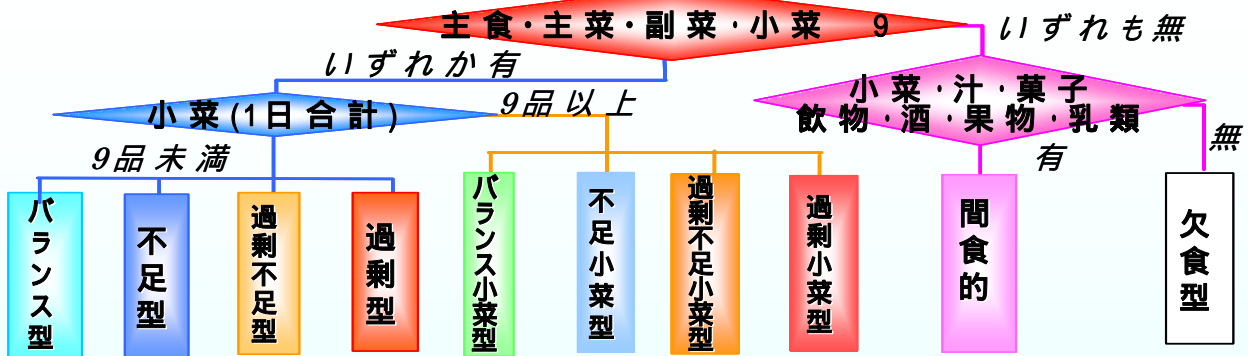 主食・主菜・副菜・小菜　9
いずれも無
いずれか有
小菜・汁・菓子
飲物・酒・果物・乳類
小菜(1日合計)
9品以上
無
9品未満
有
バランス型
不足型
過剰不足型
過剰型
バランス小菜型
不足小菜型
過剰不足小菜型
過剰小菜型
間食的
欠食型